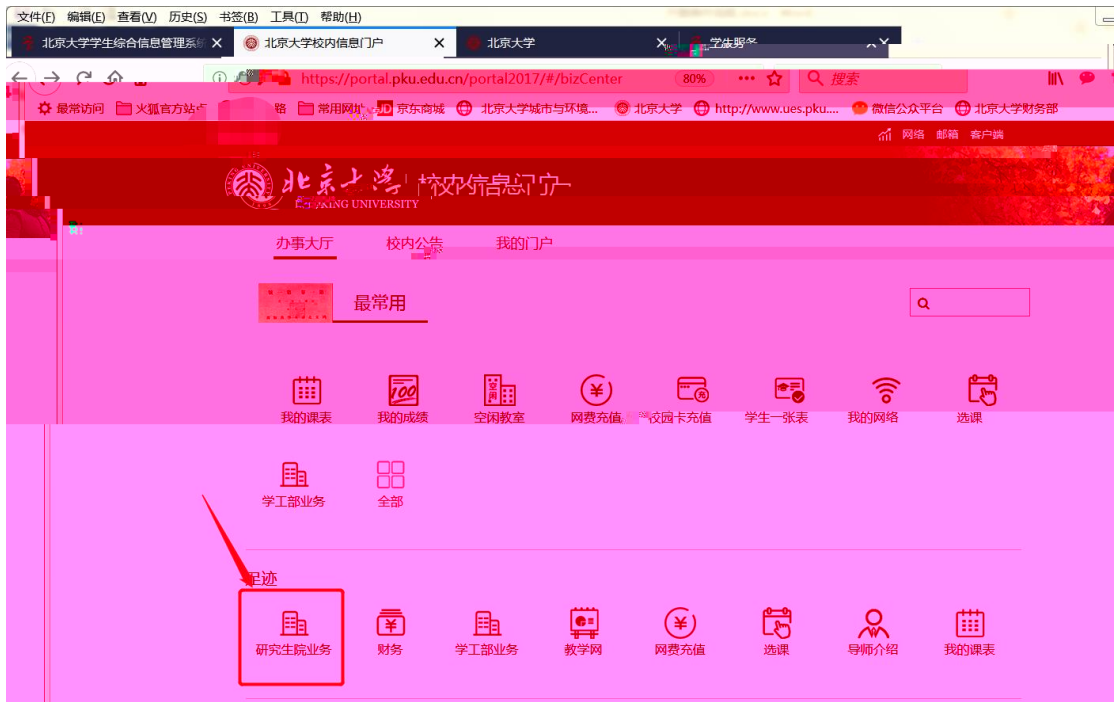 文件(F) 编辑(E) 查看(V) 历史(S) 书签(B) 工具(T) 帮助(H)
北京大学学生综合信息管理系统 × 北京大学校内信息门户 × 北京大学 × ×
https://portal.pku.edu.cn/portal2017/#/bizCenter 80% ••• 搜索
最常访问 火狐官方站点 常用网址 JD 京东商城 北京大学城市与环境... 北京大学 http://www.ues.pku.... 微信公众平台 北京大学财务部
网络 邮箱 客户端
北京大学 校内信息门户
PEKING UNIVERSITY
办事大厅 校内公告 我的门户
最常用
我的课表 我的成绩 空闲教室 网费充值 校园卡充值 学生一张表 我的网络 选课
学工部业务 全部
足迹
研究生院业务 财务 学工部业务 教学网 网费充值 选课 导师介绍 我的课表